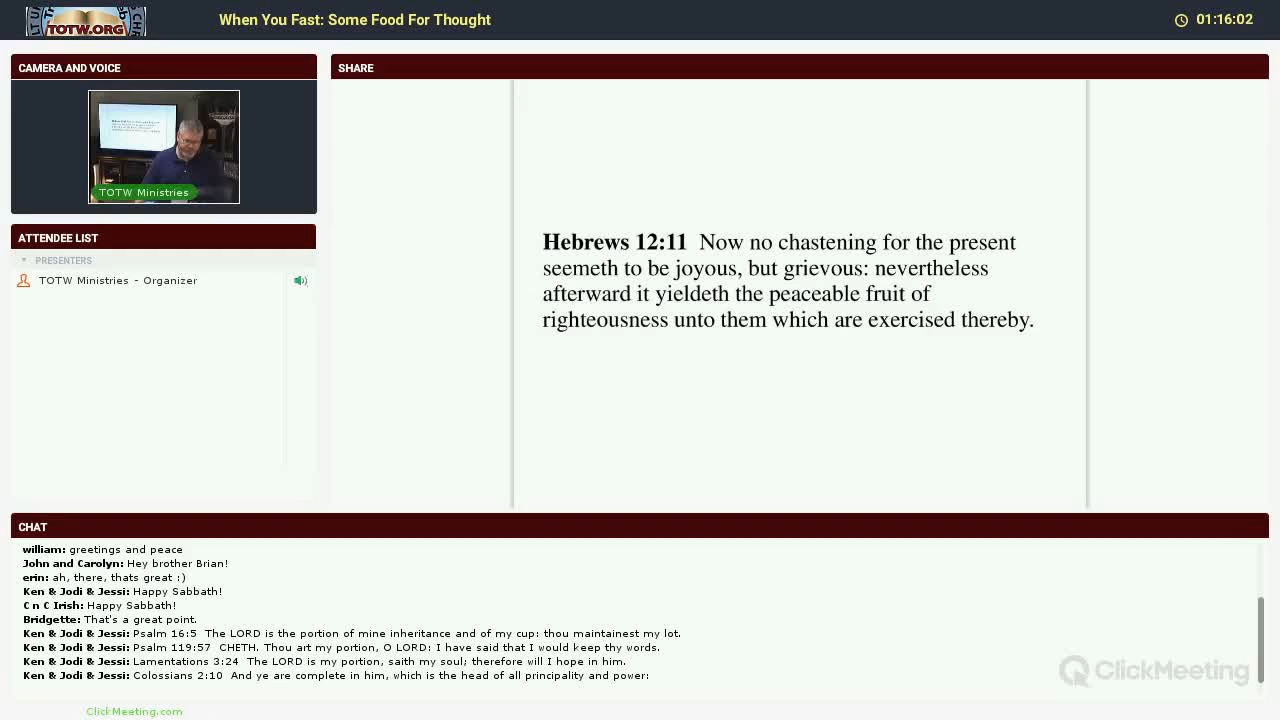 TOTW.ORG
When You Fast: Some Food For Thought
01:16:02
CAMERA AND VOICE
TOTW Ministries
ATTENDEE LIST
PRESENTERS
TOTW Ministries - Organizer
SHARE
Hebrews 12:11 Now no chastening for the present
seemeth to be joyous, but grievous: nevertheless
afterward it yieldeth the peaceable fruit of
righteousness unto them which are exercised thereby.
CHAT
william: greetings and peace
John and Carolyn: Hey brother Brian!
erin: ah, there, thats great :)
Ken & Jodi & Jessi: Happy Sabbath!
C n C Irish: Happy Sabbath!
Bridgette: That's a great point.
Ken & Jodi & Jessi: Psalm 16:5 The LORD is the portion of mine inheritance and of my cup: thou maintainest my lot.
Ken & Jodi & Jessi: Psalm 119:57 CHETH. Thou art my portion, O LORD: I have said that I would keep thy words.
Ken & Jodi & Jessi: Lamentations 3:24 The LORD is my portion, saith my soul; therefore will I hope in him.
Ken & Jodi & Jessi: Colossians 2:10 And ye are complete in him, which is the head of all principality and power:
ClickMeeting
ClickMeeting.com